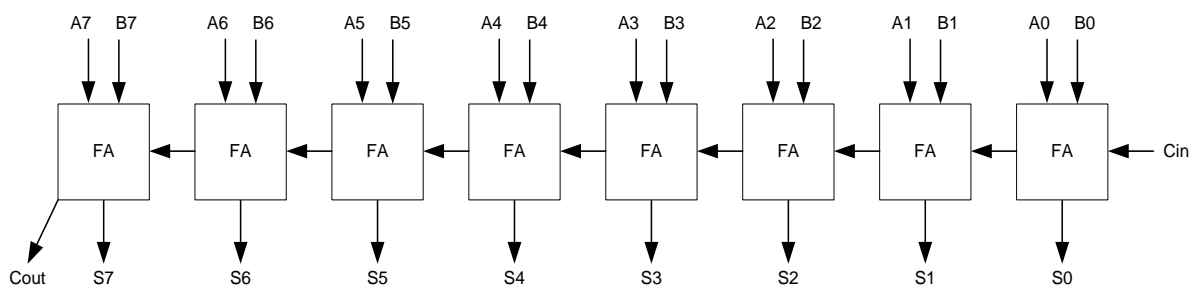 A7 B7 A6 B6 A5 B5 A4 B4 A3 B3 A2 B2 A1 B1 A0 B0
FA FA FA FA FA FA FA FA Cin
Cout S7 S6 S5 S4 S3 S2 S1 S0